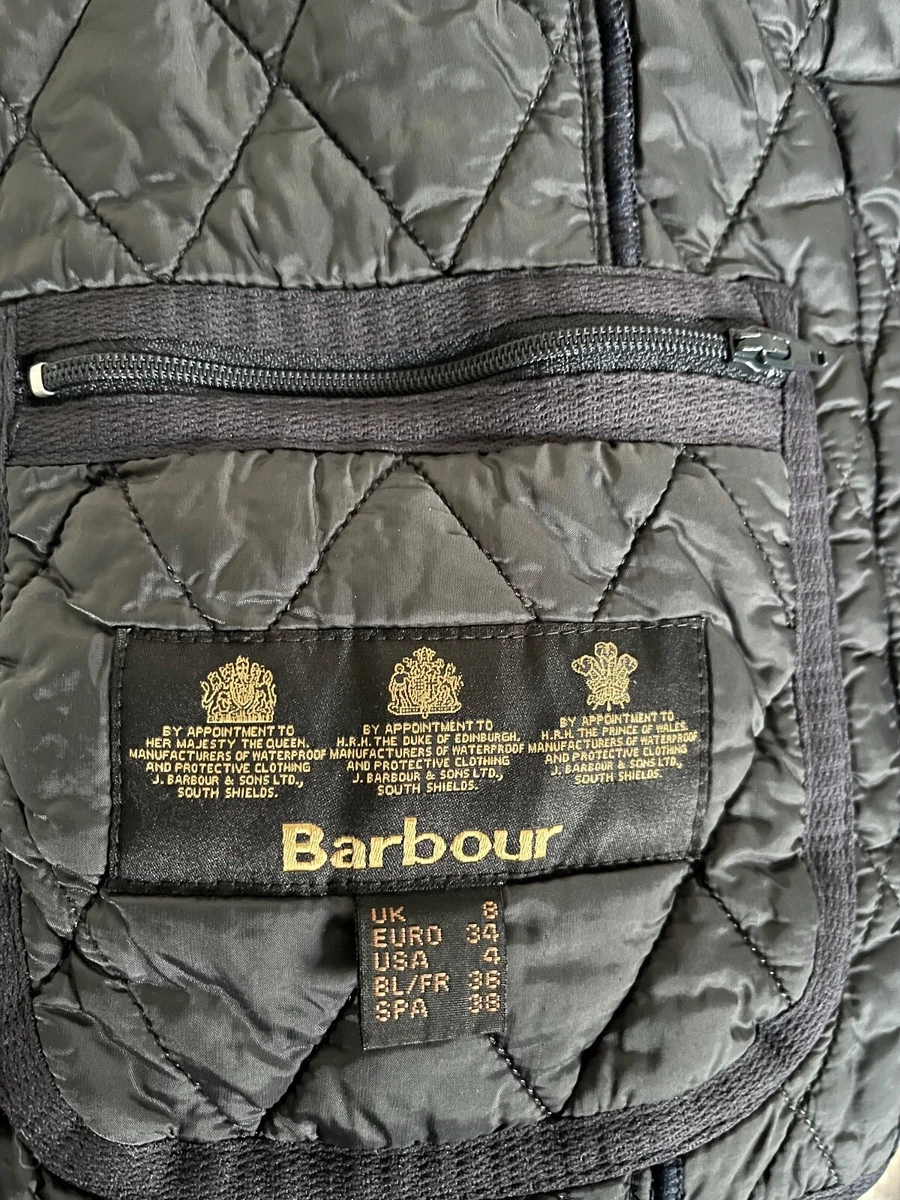 BY APPOINTMENT TO
HER MAJESTY THE QUEEN.
MANUFACTURERS OF WATERPROOF
AND PROTECTIVE CLOTHING
J. BARBOUR & SONS LTD.,
SOUTH SHIELDS.
BY APPOINTMENT TO
H.R.H. THE DUKE OF EDINBURGH.
MANUFACTURERS OF WATERPROOF
AND PROTECTIVE CLOTHING
J. BARBOUR & SONS LTD.,
SOUTH SHIELDS.
BY APPOINTMENT TO
H.R.H. THE PRINCE OF WALES.
MANUFACTURERS OF WATERPROOF
AND PROTECTIVE CLOTHING
J. BARBOUR & SONS LTD.,
SOUTH SHIELDS.
Barbour
UK 8
EURO 34
USA 4
BL/FR 36
SPA 38